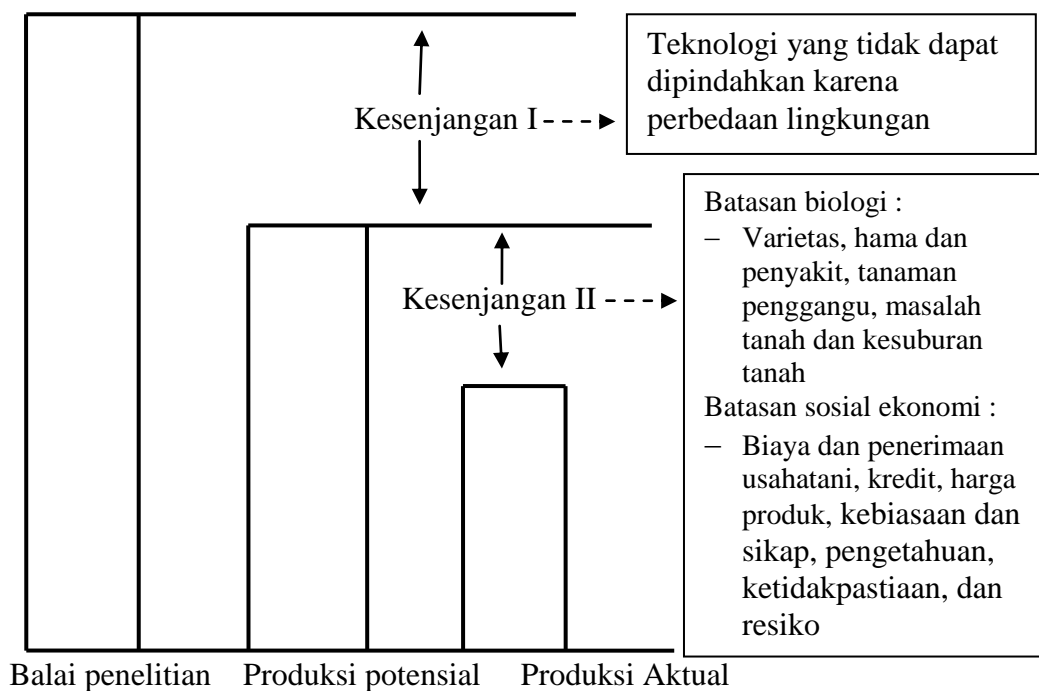 Teknologi yang tidak dapat
dipindahkan karena
perbedaan lingkungan
Kesenjangan I
Batasan biologi :
– Varietas, hama dan
penyakit, tanaman
penggangu, masalah
tanah dan kesuburan
tanah
Batasan sosial ekonomi :
– Biaya dan penerimaan
usahatani, kredit, harga
produk, kebiasaan dan
sikap, pengetahuan,
ketidakpastiaan, dan
resiko
Kesenjangan II
Balai penelitian Produksi potensial Produksi Aktual